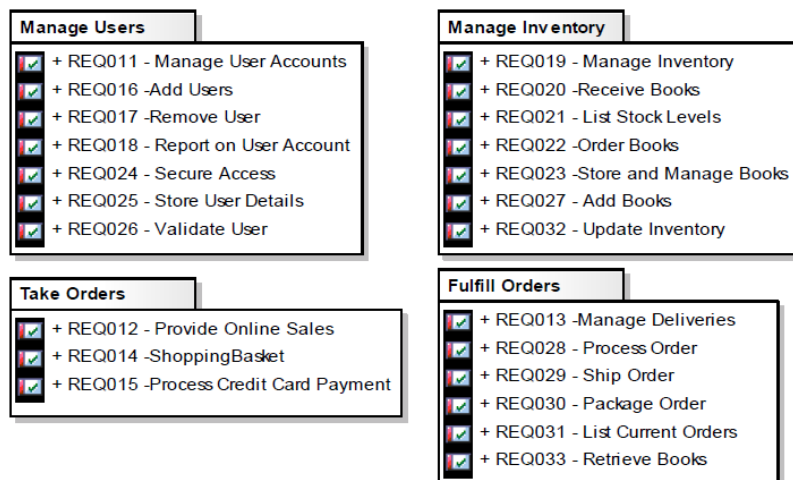 Manage Users
+ REQ011 - Manage User Accounts
+ REQ016 -Add Users
+ REQ017 -Remove User
+ REQ018 - Report on User Account
+ REQ024 - Secure Access
+ REQ025 - Store User Details
+ REQ026 - Validate User
Manage Inventory
+ REQ019 - Manage Inventory
+ REQ020 -Receive Books
+ REQ021 - List Stock Levels
+ REQ022 -Order Books
+ REQ023 -Store and Manage Books
+ REQ027 - Add Books
+ REQ032 - Update Inventory
Take Orders
+ REQ012 - Provide Online Sales
+ REQ014 -ShoppingBasket
+ REQ015 -Process Credit Card Payment
Fulfill Orders
+ REQ013 -Manage Deliveries
+ REQ028 - Process Order
+ REQ029 - Ship Order
+ REQ030 - Package Order
+ REQ031 - List Current Orders
+ REQ033 - Retrieve Books